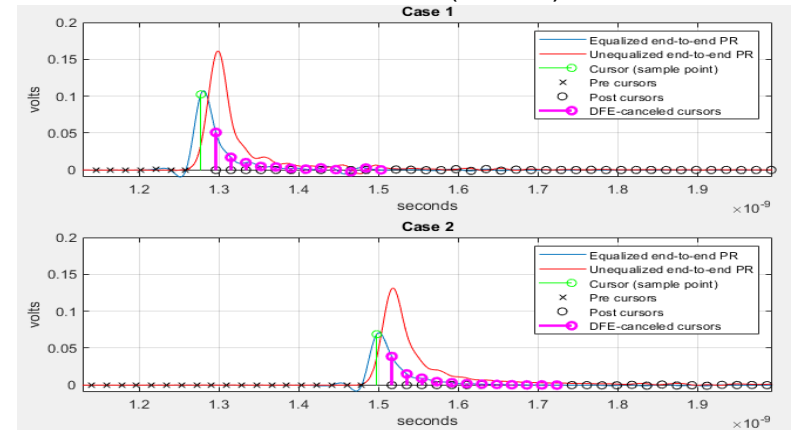 Case 1
0.2
0.15
0.1
0.05
0
volts
Equalized end-to-end PR
Unequalized end-to-end PR
Cursor (sample point)
Pre cursors
Post cursors
DFE-canceled cursors
1.2 1.3 1.4 1.5 1.6 1.7 1.8 1.9
seconds
×10⁻⁹
Case 2
0.2
0.15
0.1
0.05
0
volts
Equalized end-to-end PR
Unequalized end-to-end PR
Cursor (sample point)
Pre cursors
Post cursors
DFE-canceled cursors
1.2 1.3 1.4 1.5 1.6 1.7 1.8 1.9
seconds
×10⁻⁹